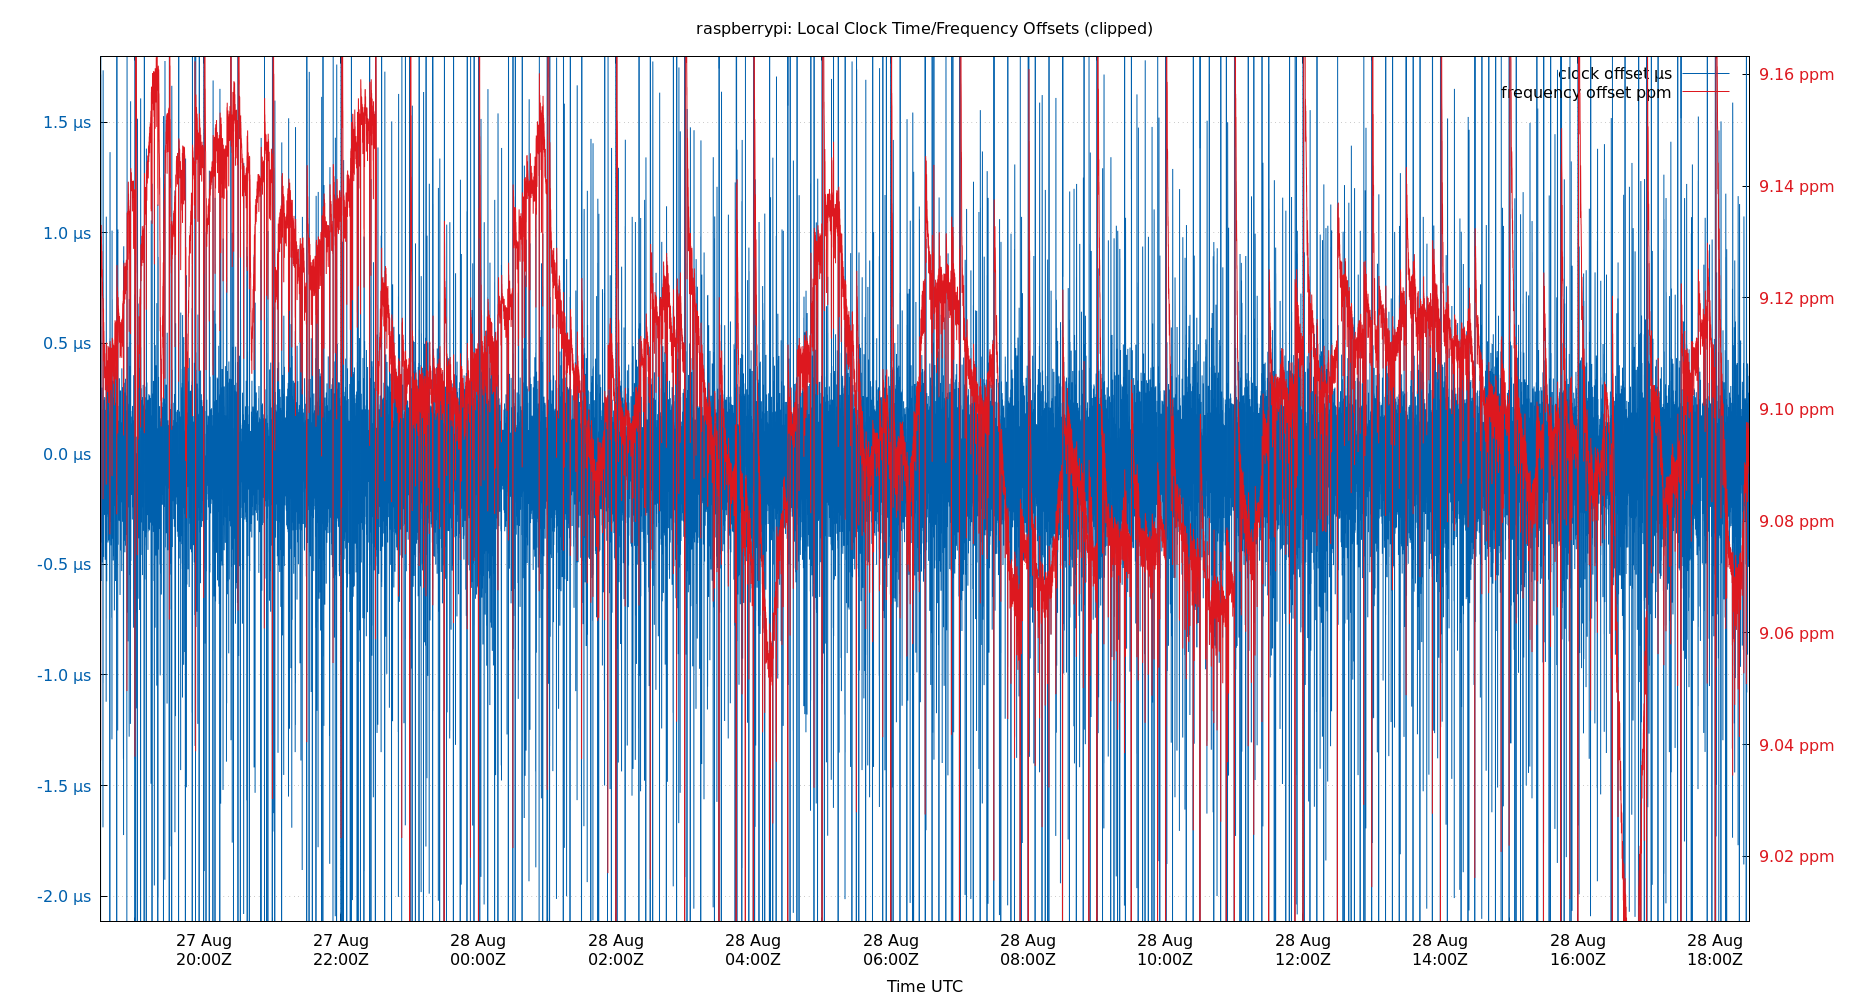 raspberrypi: Local Clock Time/Frequency Offsets (clipped)
clock offset µs
frequency offset ppm
1.5 µs
1.0 µs
0.5 µs
0.0 µs
-0.5 µs
-1.0 µs
-1.5 µs
-2.0 µs
9.16 ppm
9.14 ppm
9.12 ppm
9.10 ppm
9.08 ppm
9.06 ppm
9.04 ppm
9.02 ppm
27 Aug 27 Aug 28 Aug 28 Aug 28 Aug 28 Aug 28 Aug 28 Aug 28 Aug 28 Aug 28 Aug 28 Aug
20:00Z 22:00Z 00:00Z 02:00Z 04:00Z 06:00Z 08:00Z 10:00Z 12:00Z 14:00Z 16:00Z 18:00Z
Time UTC